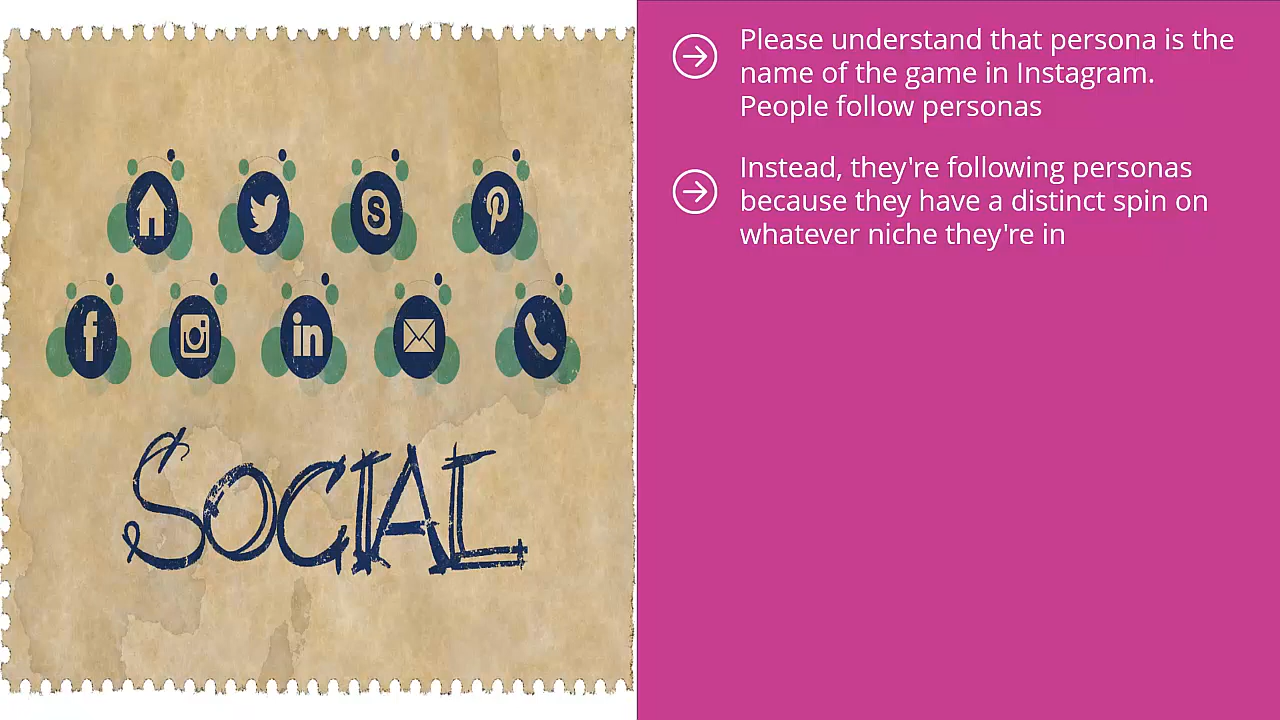 Please understand that persona is the
name of the game in Instagram.
People follow personas
Instead, they're following personas
because they have a distinct spin on
whatever niche they're in
SOCIAL